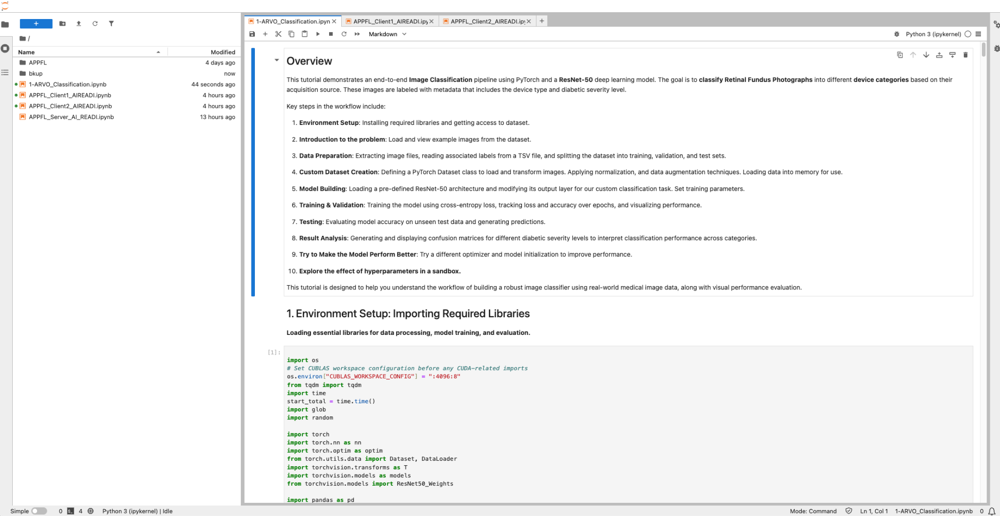 1-ARVO_Classification.ipyn
APPFL_Client1_AIREADI.ipy
APPFL_Client2_AIREADI.ipy
Markdown
Python 3 (ipykernel)
/
Name Modified
APPFL 4 days ago
bkup now
1-ARVO_Classification.ipynb 44 seconds ago
APPFL_Client1_AIREADI.ipynb 4 hours ago
APPFL_Client2_AIREADI.ipynb 4 hours ago
APPFL_Server_AI_READI.ipynb 13 hours ago
Overview
This tutorial demonstrates an end-to-end Image Classification pipeline using PyTorch and a ResNet-50 deep learning model. The goal is to classify Retinal Fundus Photographs into different device categories based on their
acquisition source. These images are labeled with metadata that includes the device type and diabetic severity level.
Key steps in the workflow include:
1. Environment Setup: Installing required libraries and getting access to dataset.
2. Introduction to the problem: Load and view example images from the dataset.
3. Data Preparation: Extracting image files, reading associated labels from a TSV file, and splitting the dataset into training, validation, and test sets.
4. Custom Dataset Creation: Defining a PyTorch Dataset class to load and transform images. Applying normalization, and data augmentation techniques. Loading data into memory for use.
5. Model Building: Loading a pre-defined ResNet-50 architecture and modifying its output layer for our custom classification task. Set training parameters.
6. Training & Validation: Training the model using cross-entropy loss, tracking loss and accuracy over epochs, and visualizing performance.
7. Testing: Evaluating model accuracy on unseen test data and generating predictions.
8. Result Analysis: Generating and displaying confusion matrices for different diabetic severity levels to interpret classification performance across categories.
9. Try to Make the Model Perform Better: Try a different optimizer and model initialization to improve performance.
10. Explore the effect of hyperparameters in a sandbox.
This tutorial is designed to help you understand the workflow of building a robust image classifier using real-world medical image data, along with visual performance evaluation.
1. Environment Setup: Importing Required Libraries
Loading essential libraries for data processing, model training, and evaluation.
[1]:
import os
# Set CUBLAS workspace configuration before any CUDA-related imports
os.environ["CUBLAS_WORKSPACE_CONFIG"] = ":4096:8"
from tqdm import tqdm
import time
start_total = time.time()
import glob
import random
import torch
import torch.nn as nn
import torch.optim as optim
from torch.utils.data import Dataset, DataLoader
import torchvision.transforms as T
import torchvision.models as models
from torchvision.models import ResNet50_Weights
import pandas as pd
Simple 0 4 Python 3 (ipykernel) | Idle Mode: Command Ln 1, Col 1 1-ARVO_Classification.ipynb 0